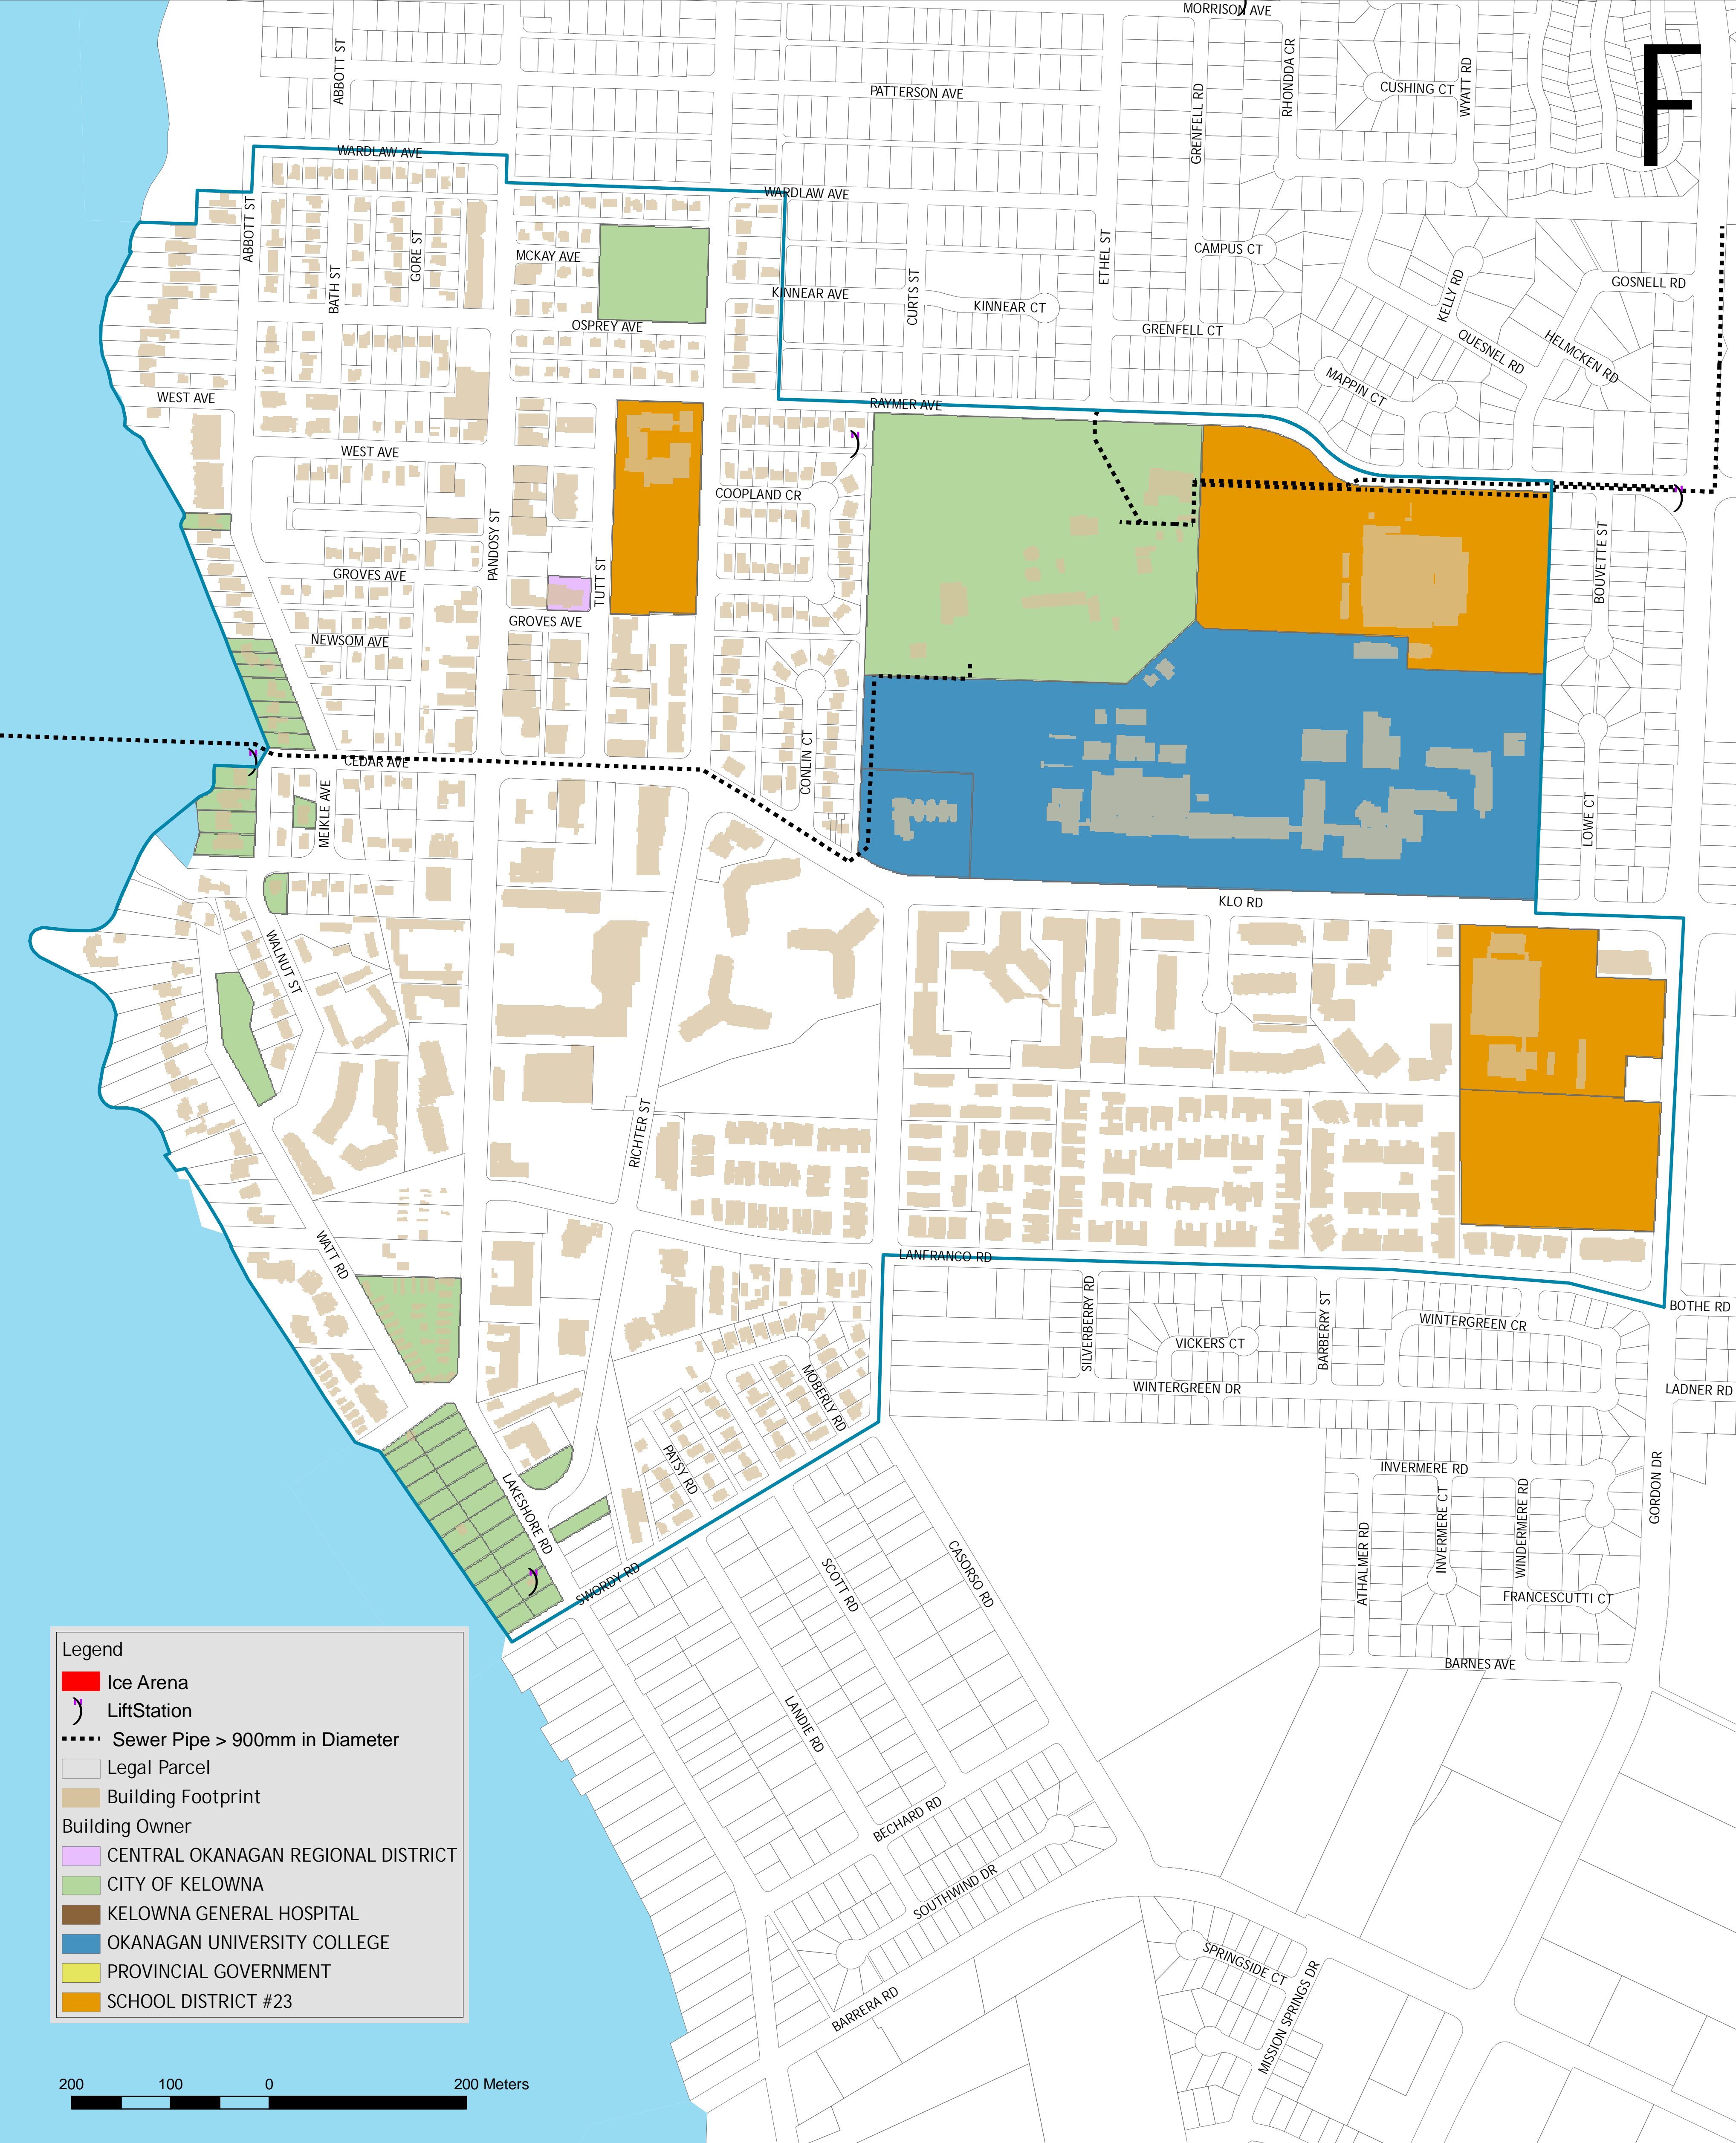 MORRISON AVE
F
ABBOTT ST
RHONDDA CR
WYATT RD
CUSHING CT
PATTERSON AVE
GRENFELL RD
WARDLAW AVE
WARDLAW AVE
ABBOTT ST
GORE ST
MCKAY AVE
CAMPUS CT
ETHEL ST
BATH ST
KINNEAR AVE
CURTS ST
KINNEAR CT
KELLY RD
GOSNELL RD
OSPREY AVE
GRENFELL CT
QUESNEL RD
HELMCKEN RD
MAPPIN CT
WEST AVE
RAYMER AVE
WEST AVE
COOPLAND CR
PANDOSY ST
BOUVETTE ST
GROVES AVE
TUTT ST
GROVES AVE
NEWSOM AVE
CONLIN CT
CEDAR AVE
MEIKLE AVE
LOWE CT
KLO RD
WALNUT ST
RICHTER ST
WATT RD
LANFRANCO RD
BOTHE RD
SILVERBERRY RD
BARBERRY ST
WINTERGREEN CR
VICKERS CT
WINTERGREEN DR
LADNER RD
MOBERLY RD
PATSY RD
INVERMERE RD
GORDON DR
LAKESHORE RD
INVERMERE CT
WINDERMERE RD
ATHALMER RD
SWORDY RD
SCOTT RD
CASORSO RD
FRANCESCUTTI CT
BARNES AVE
LANDIE RD
BECHARD RD
SOUTHWIND DR
BARRERA RD
SPRINGSIDE CT
MISSION SPRINGS DR
Legend
Ice Arena
LiftStation
Sewer Pipe > 900mm in Diameter
Legal Parcel
Building Footprint
Building Owner
CENTRAL OKANAGAN REGIONAL DISTRICT
CITY OF KELOWNA
KELOWNA GENERAL HOSPITAL
OKANAGAN UNIVERSITY COLLEGE
PROVINCIAL GOVERNMENT
SCHOOL DISTRICT #23
200 100 0 200 Meters